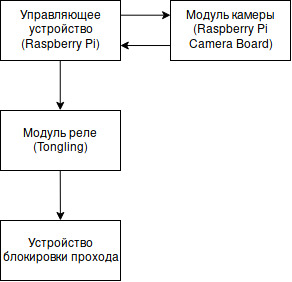 Управляющее
устройство
(Raspberry Pi)
Модуль камеры
(Raspberry Pi
Camera Board)
Модуль реле
(Tongling)
Устройство
блокировки прохода